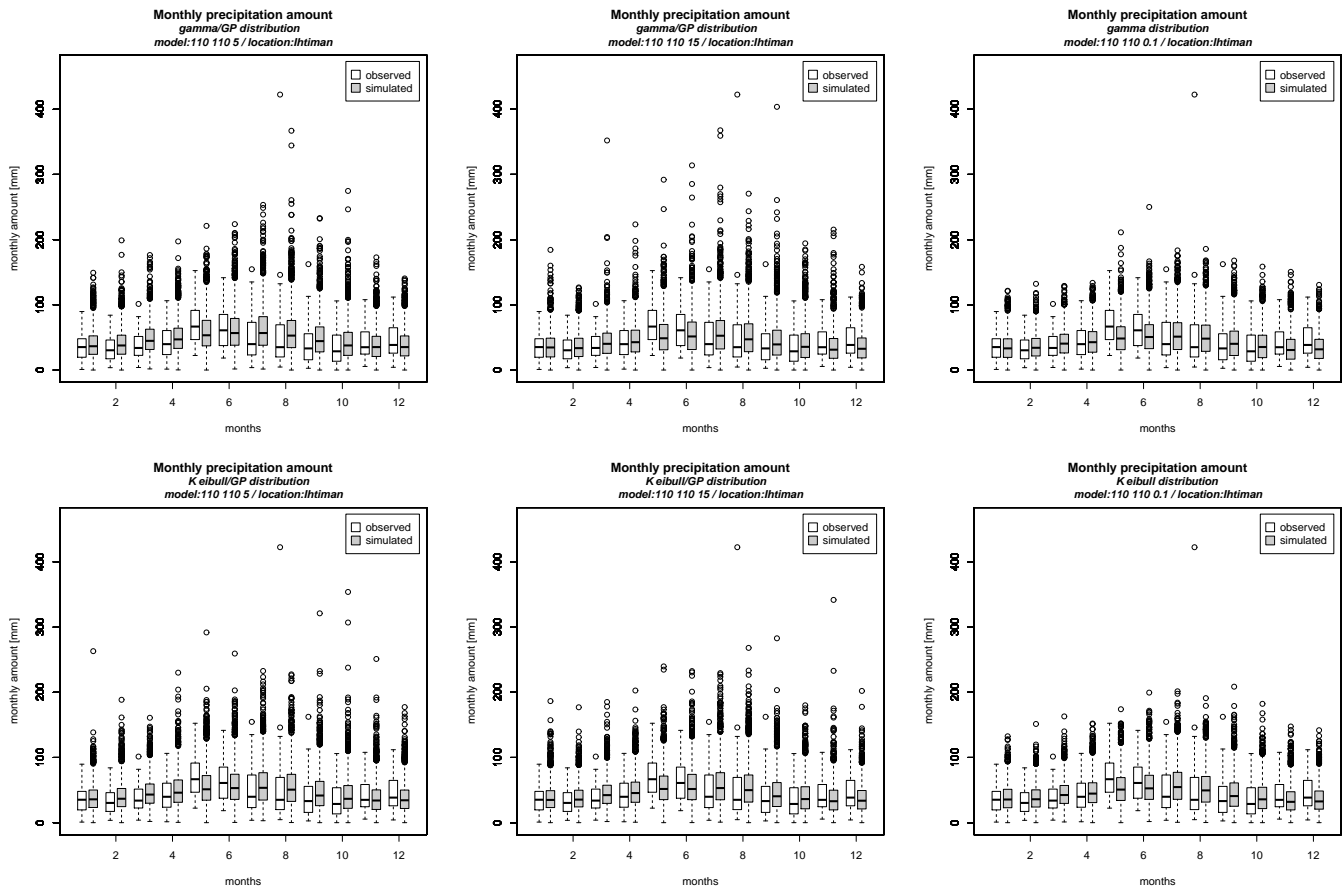 Monthly precipitation amount
gamma/GP distribution
model:110 110 5 / location:Ihtiman
observed
simulated
monthly amount [mm]
400
300
200
100
0
2 4 6 8 10 12
months
Monthly precipitation amount
gamma/GP distribution
model:110 110 15 / location:Ihtiman
observed
simulated
monthly amount [mm]
400
300
200
100
0
2 4 6 8 10 12
months
Monthly precipitation amount
gamma distribution
model:110 110 0.1 / location:Ihtiman
observed
simulated
monthly amount [mm]
400
300
200
100
0
2 4 6 8 10 12
months
Monthly precipitation amount
K eibull/GP distribution
model:110 110 5 / location:Ihtiman
observed
simulated
monthly amount [mm]
400
300
200
100
0
2 4 6 8 10 12
months
Monthly precipitation amount
K eibull/GP distribution
model:110 110 15 / location:Ihtiman
observed
simulated
monthly amount [mm]
400
300
200
100
0
2 4 6 8 10 12
months
Monthly precipitation amount
K eibull distribution
model:110 110 0.1 / location:Ihtiman
observed
simulated
monthly amount [mm]
400
300
200
100
0
2 4 6 8 10 12
months